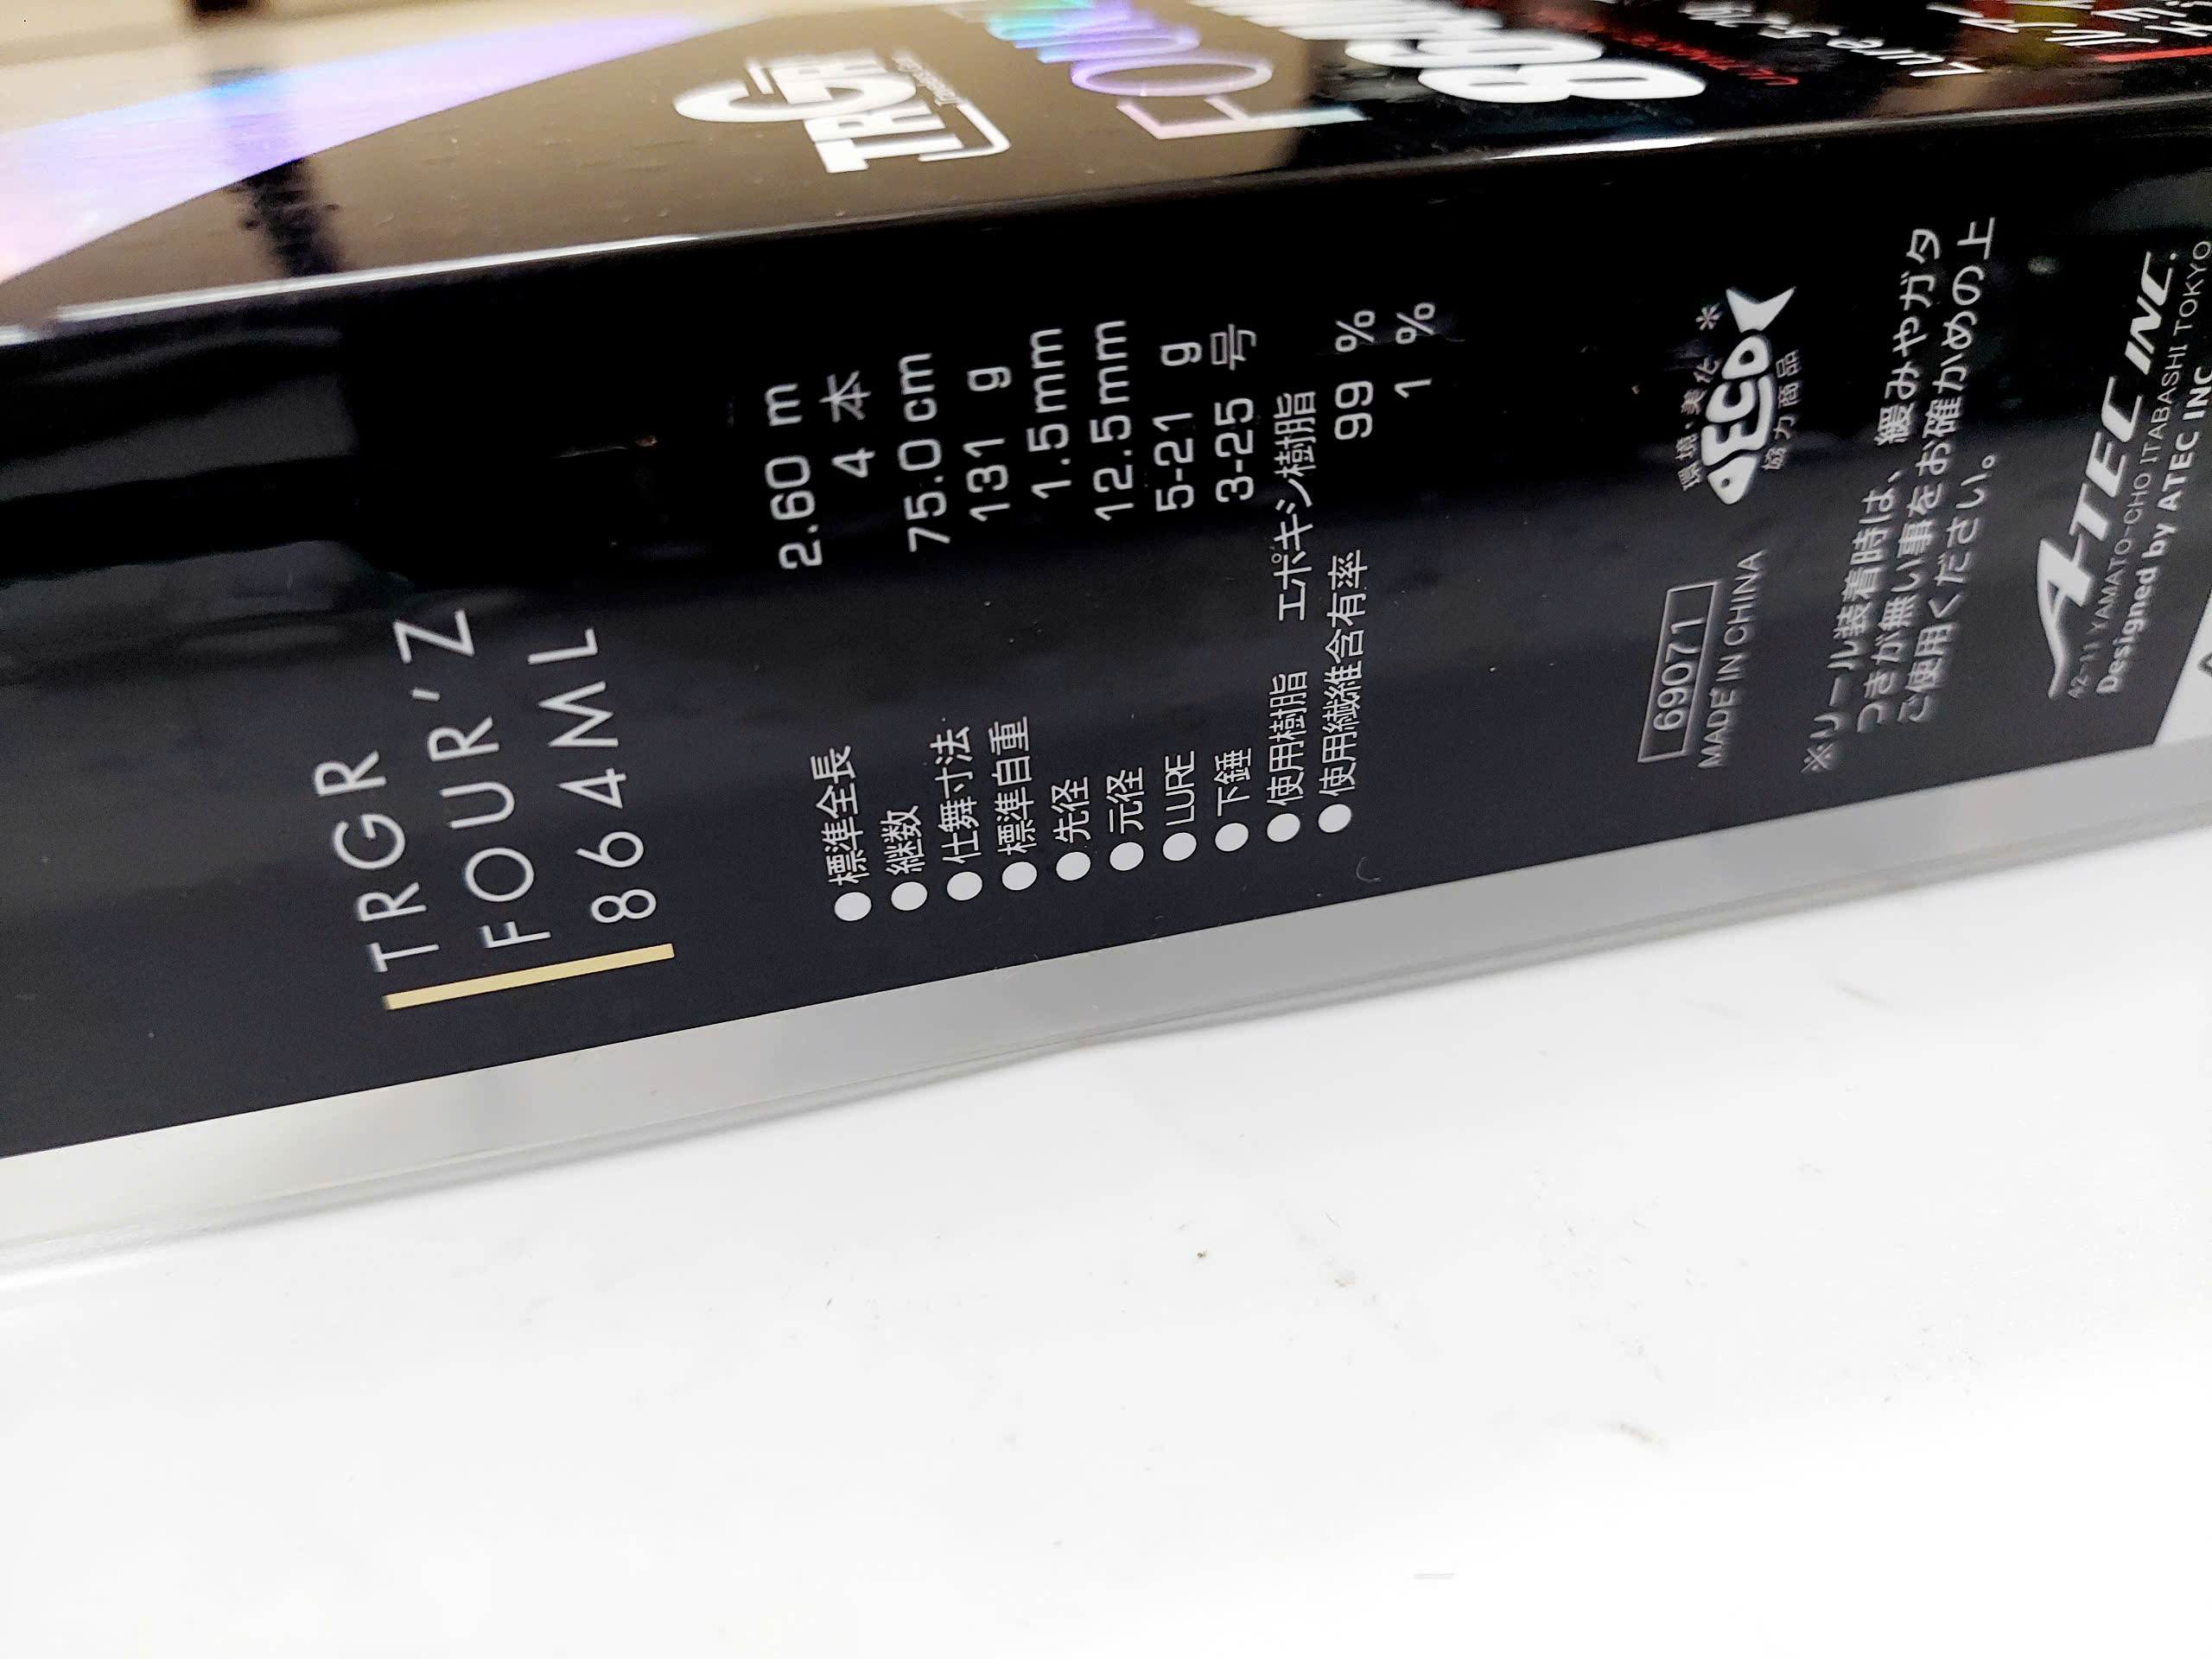 TRGR
FOUR
86
TRGR
FOUR'Z
864ML
●標準全長 2.60 m
●継数 4 本
●仕舞寸法 75.0 cm
●標準自重 131 g
●先径 1.5 mm
●元径 12.5 mm
●LURE 5-21 g
●下錘 3-25 号
●使用樹脂 エポキシ樹脂
●使用繊維含有率 99 %
1 %
69071
MADE IN CHINA
環境・美化*
ECO
協力商品
※リール装着時は、緩みやガタ
つきが無い事をお確かめの上
ご使用ください。
A-TEC INC.
42-11 YAMATO-CHO ITABASHI TOKYO
Designed by ATEC INC